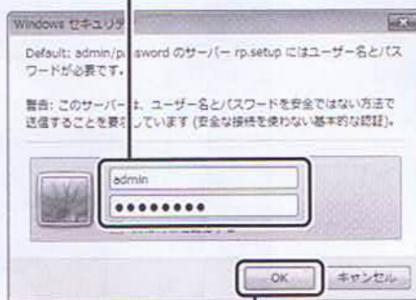 Windows セキュリティ
Default: admin/password のサーバー rp.setup にはユーザー名とパス
ワードが必要です。
警告: このサーバーは、ユーザー名とパスワードを安全ではない方法で
送信することを要求しています (安全な接続を使わない基本的な認証)。
admin
●●●●●●●●
OK
キャンセル